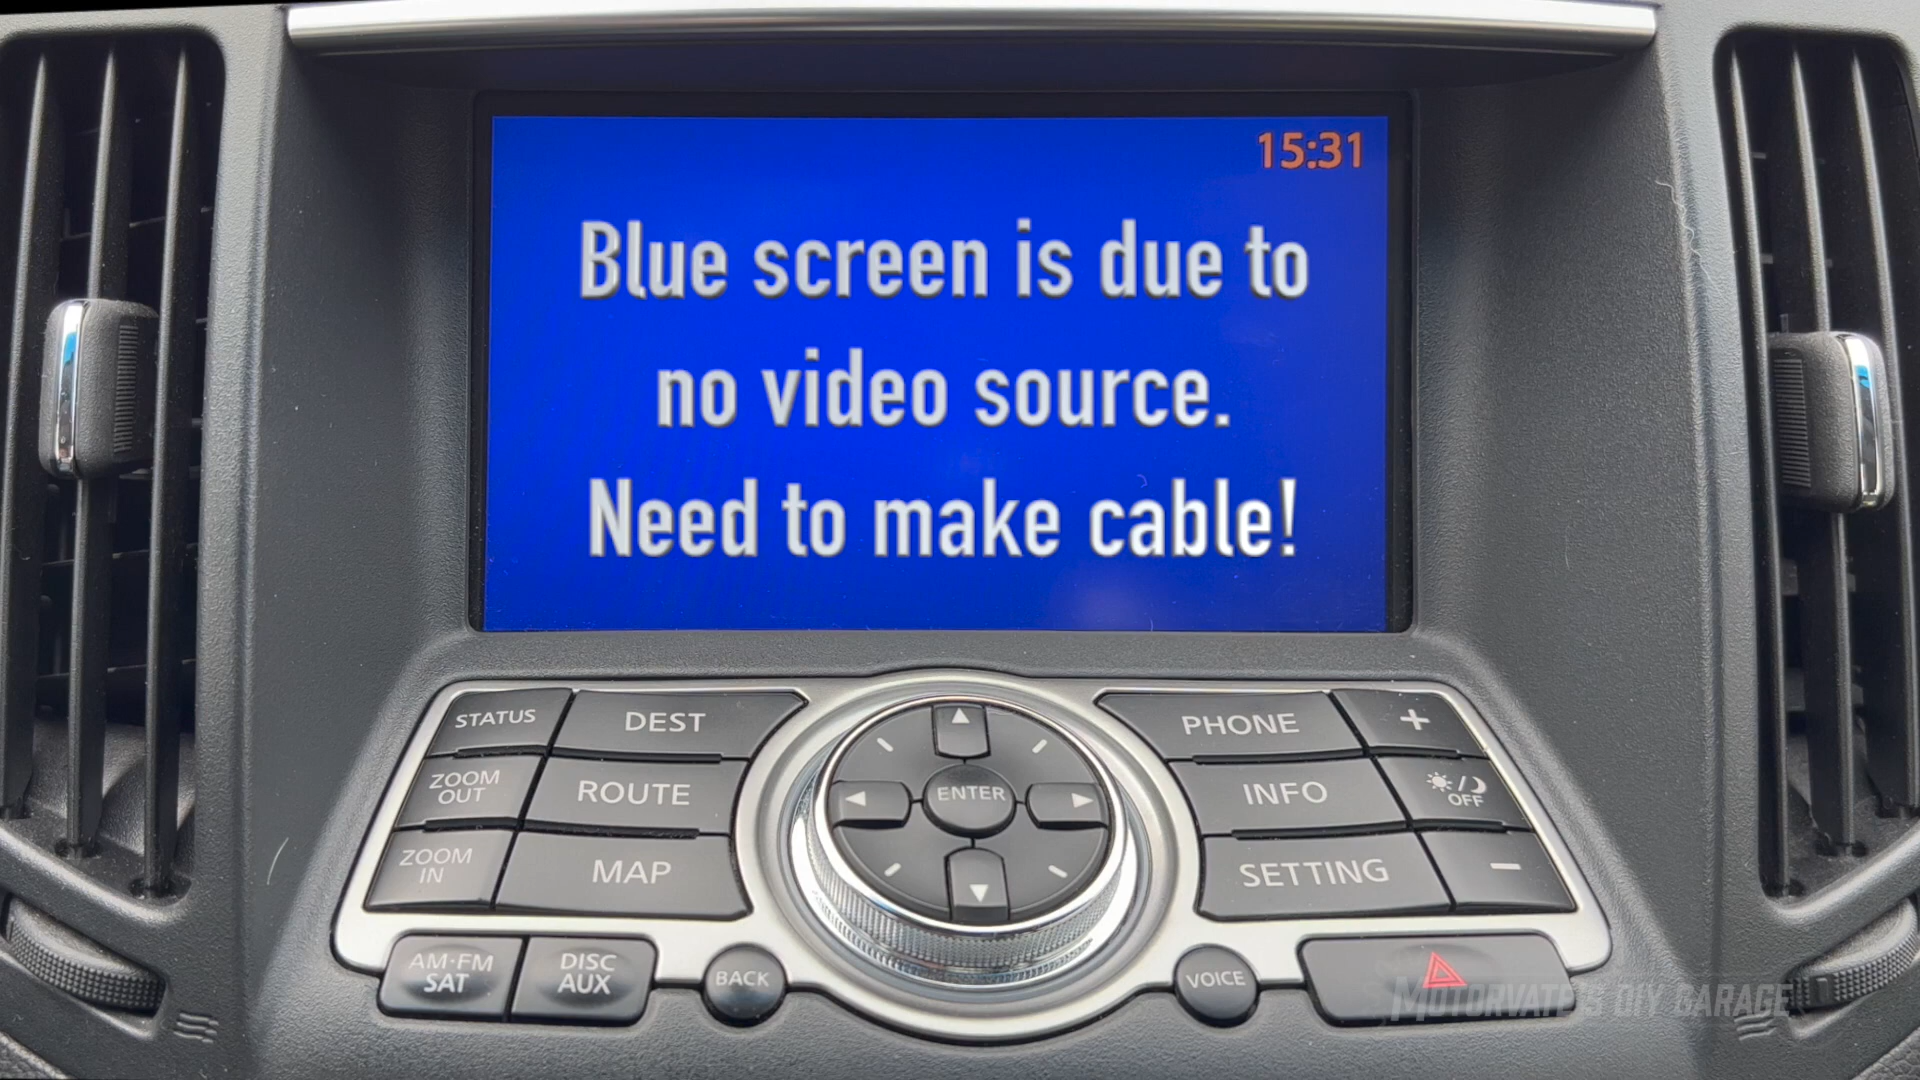 15:31
Blue screen is due to
no video source.
Need to make cable!
STATUS
DEST
PHONE
+
ZOOM
OUT
ROUTE
INFO
OFF
ZOOM
IN
MAP
ENTER
SETTING
−
AM·FM
SAT
DISC
AUX
BACK
VOICE
MOTORVATE'S DIY GARAGE